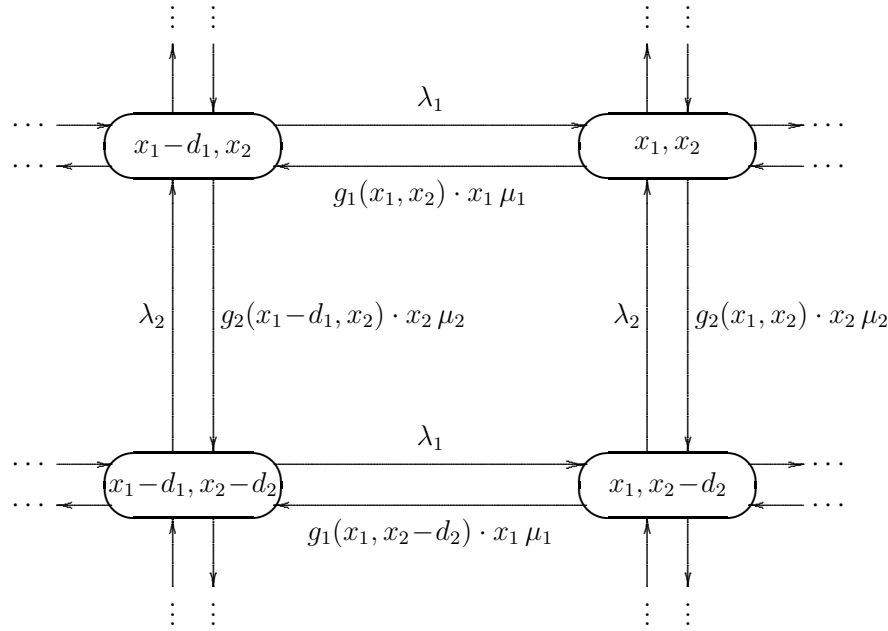 ⋮ ⋮
⋯ x₁−d₁, x₂ λ₁ x₁, x₂ ⋯
⋯ g₁(x₁, x₂) · x₁ μ₁ ⋯
λ₂ g₂(x₁−d₁, x₂) · x₂ μ₂ λ₂ g₂(x₁, x₂) · x₂ μ₂
⋯ x₁−d₁, x₂−d₂ λ₁ x₁, x₂−d₂ ⋯
⋯ g₁(x₁, x₂−d₂) · x₁ μ₁ ⋯
⋮ ⋮ ⋮ ⋮